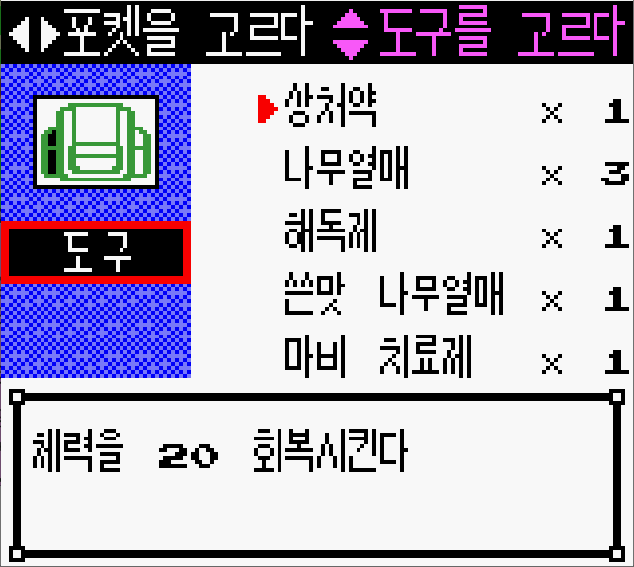 포켓을 고르다 도구를 고르다
상처약 × 1
나무열매 × 3
해독제 × 1
도구
쓴맛 나무열매 × 1
마비 치료제 × 1
체력을 20 회복시킨다